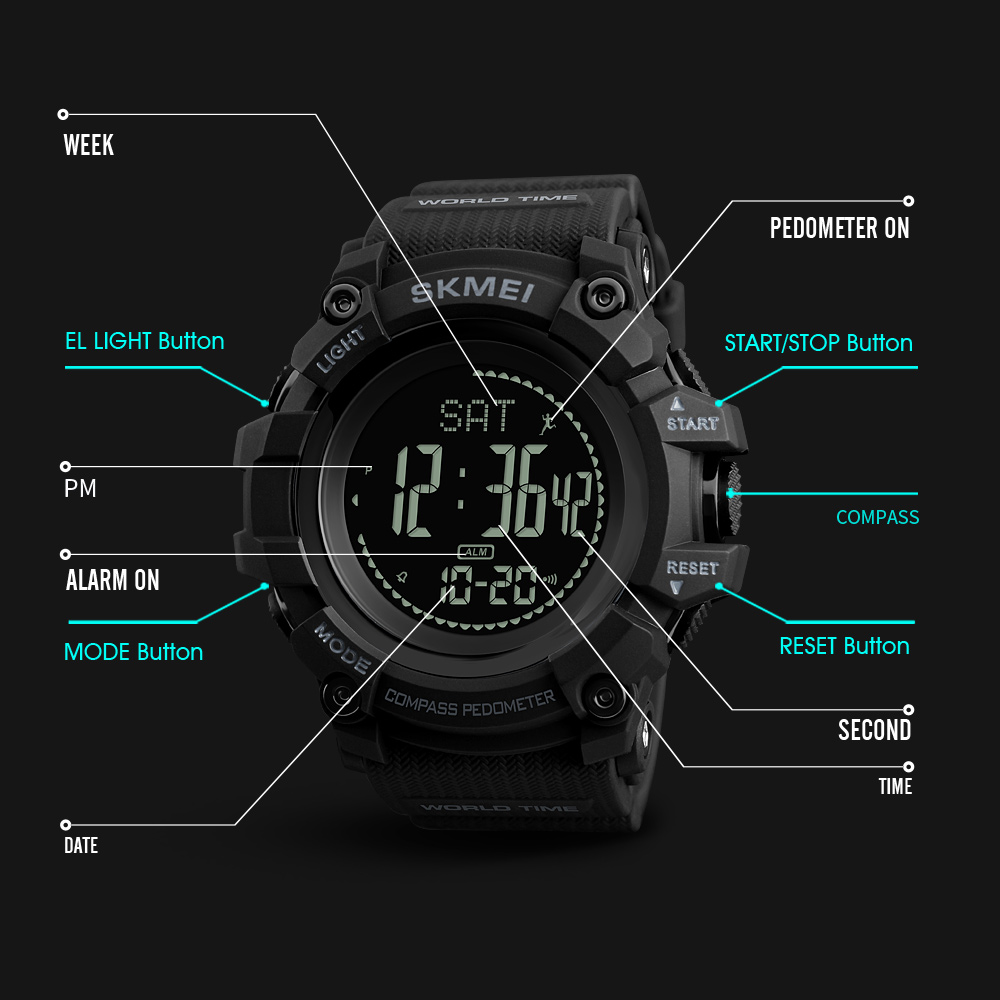 WEEK
WORLD TIME
PEDOMETER ON
SKMEI
EL LIGHT Button
LIGHT
START/STOP Button
START
SAT
PM
P
12:36 42
COMPASS
ALARM ON
ALM
10-20
RESET
MODE Button
MODE
RESET Button
COMPASS PEDOMETER
SECOND
TIME
WORLD TIME
DATE